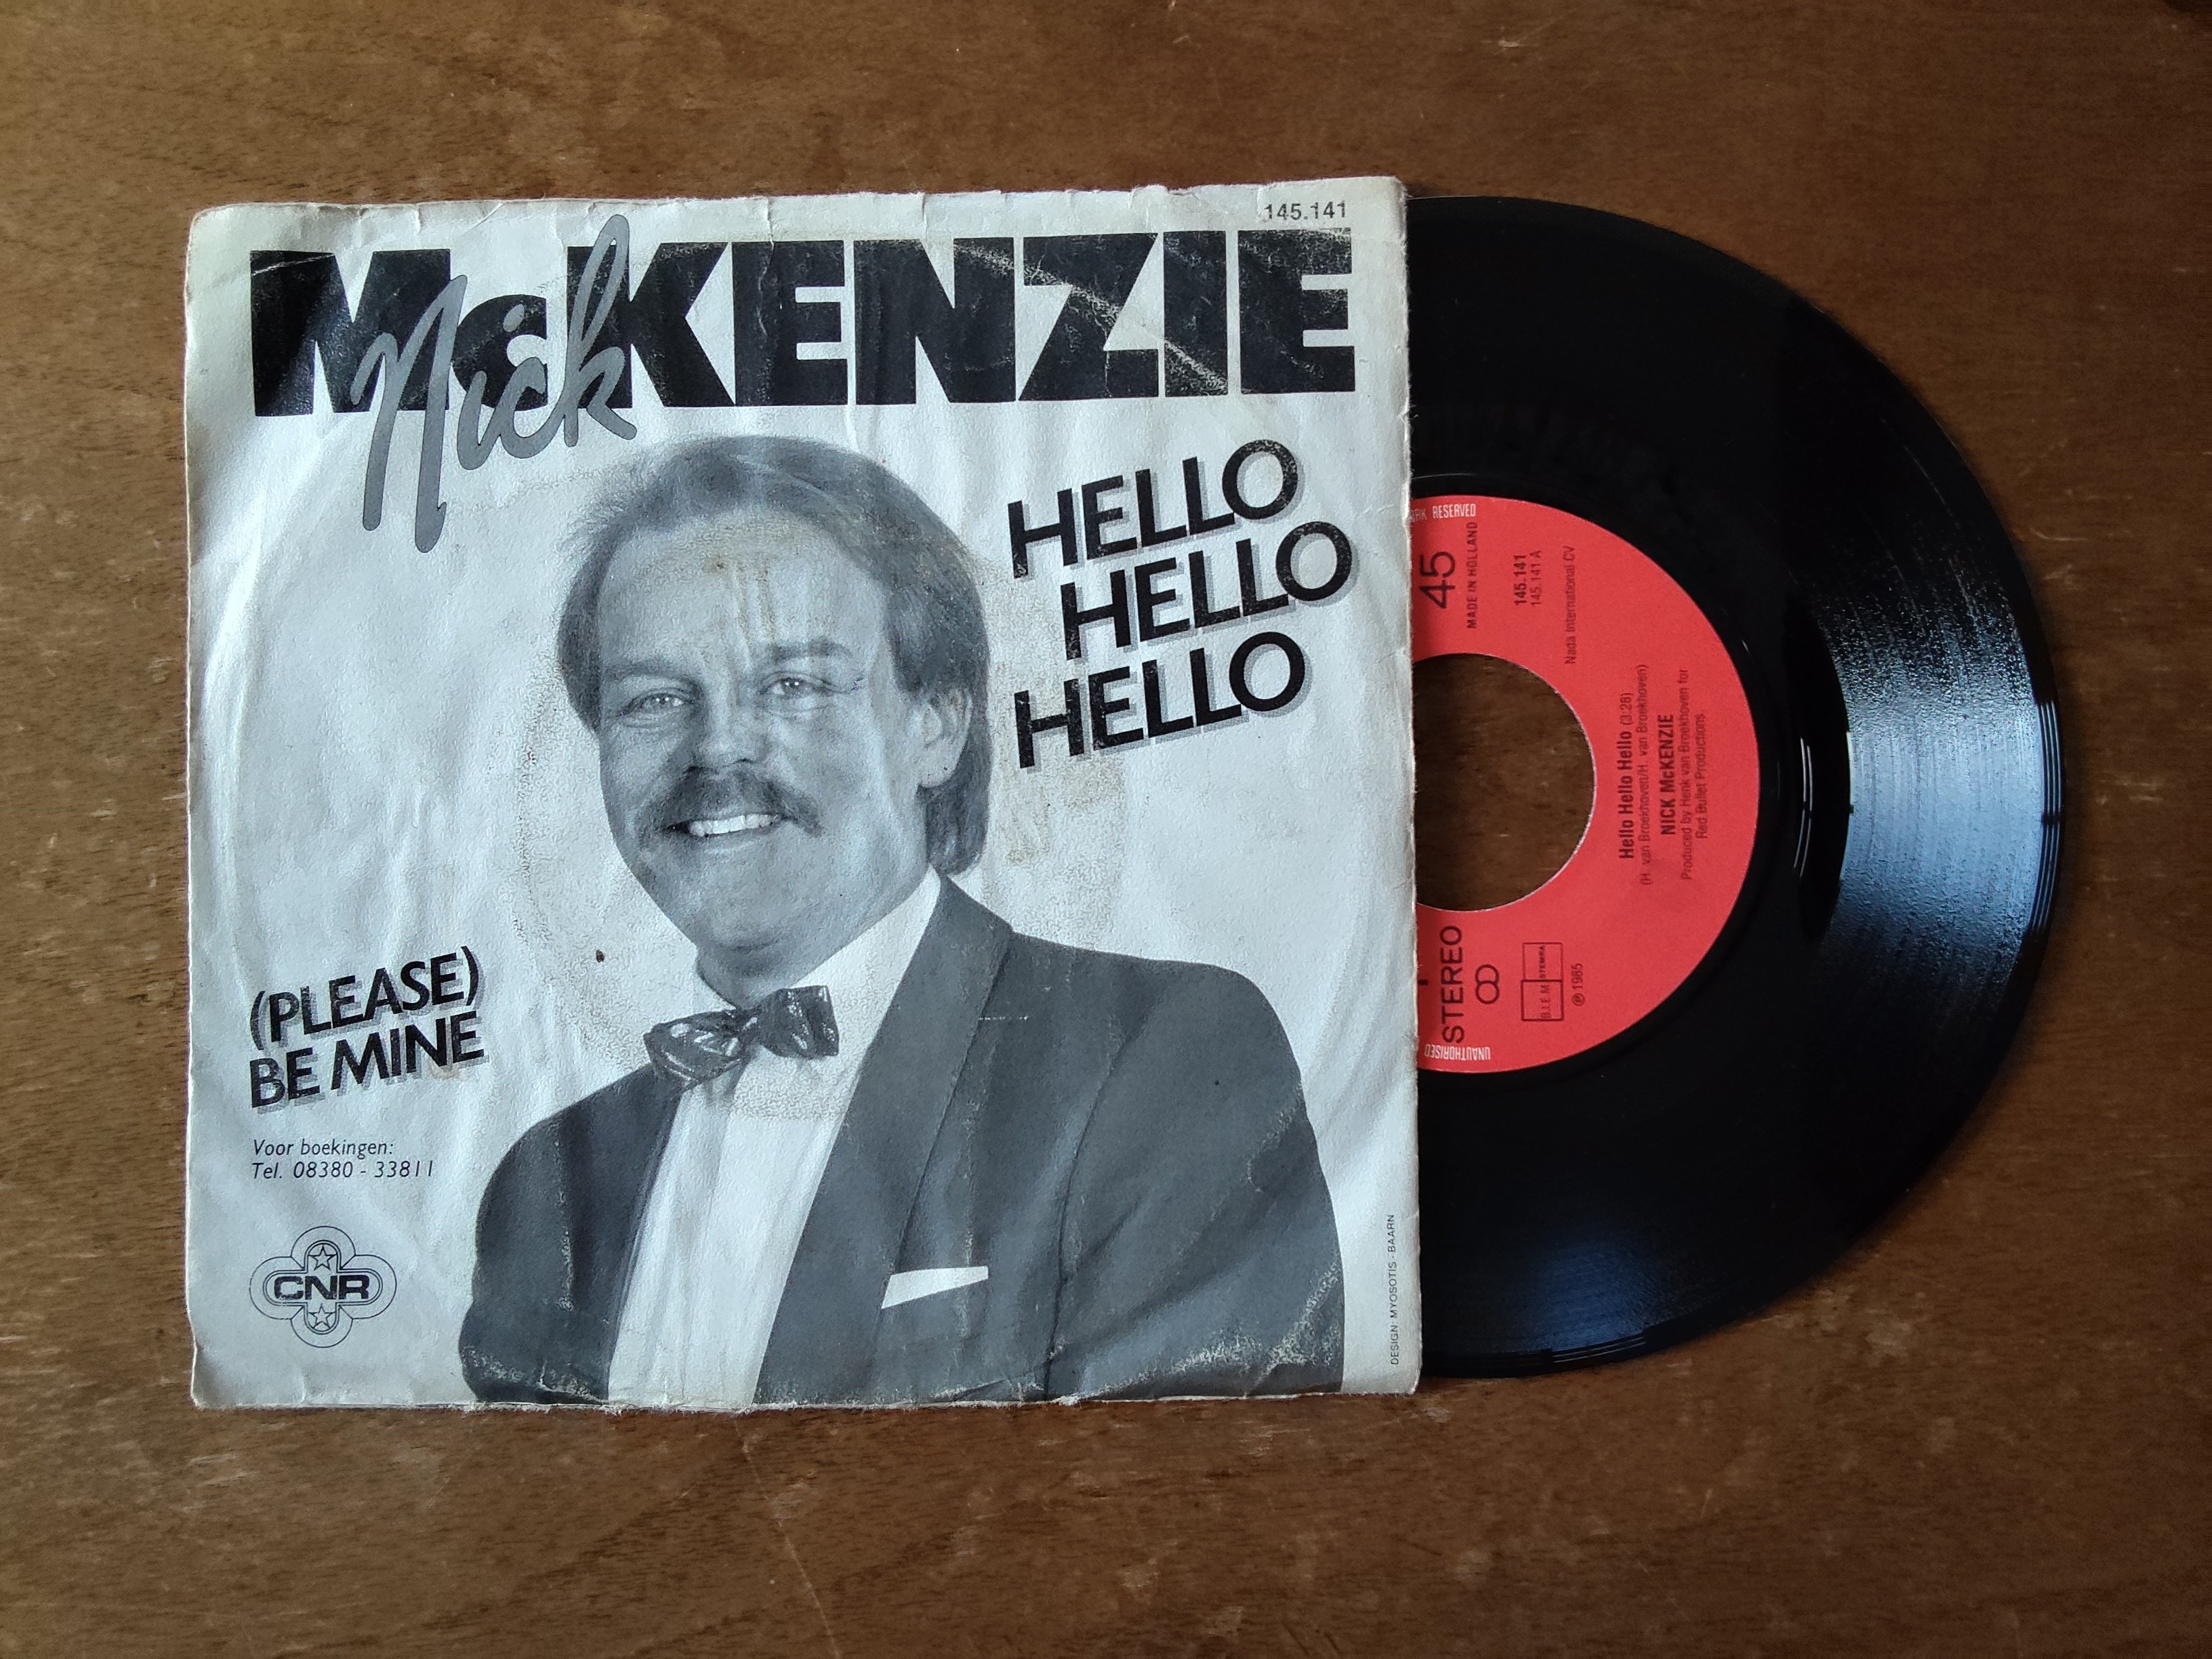 145.141
McKENZIE
Nick
HELLO
HELLO
HELLO
(PLEASE)
BE MINE
Voor boekingen:
Tel. 08380 - 33811
CNR
DESIGN: MYOSOTIS - BAARN
RESERVED
45
MADE IN HOLLAND
145.141
145.141 A
Nada International CV
Hello Hello Hello (3:28)
(H. van Broekhoven/H. van Broekhoven)
NICK McKENZIE
Produced by Henk van Broekhoven for
Red Bullet Productions
STEREO
B.I.E.M.
STEMRA
℗ 1985
UNAUTHORISED